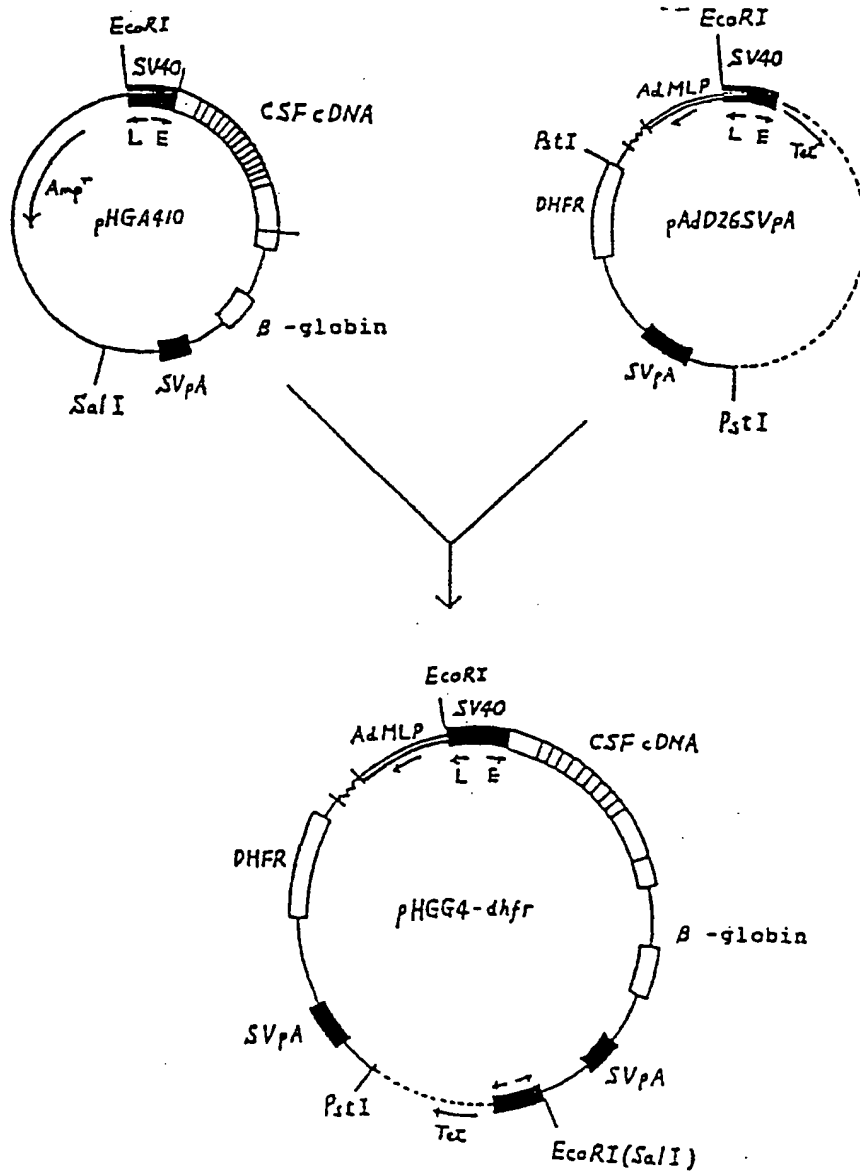 EcoRI
SV40
CSF cDNA
L E
Ampr
pHGA410
β -globin
SVpA
SalI
EcoRI
SV40
AdMLP
L E
Tet
PstI
DHFR
pAdD26SVpA
SVpA
PstI
EcoRI
SV40
AdMLP
CSF cDNA
L E
DHFR
pHGG4-dhfr
β -globin
SVpA
SVpA
PstI
Tet
EcoRI(SalI)